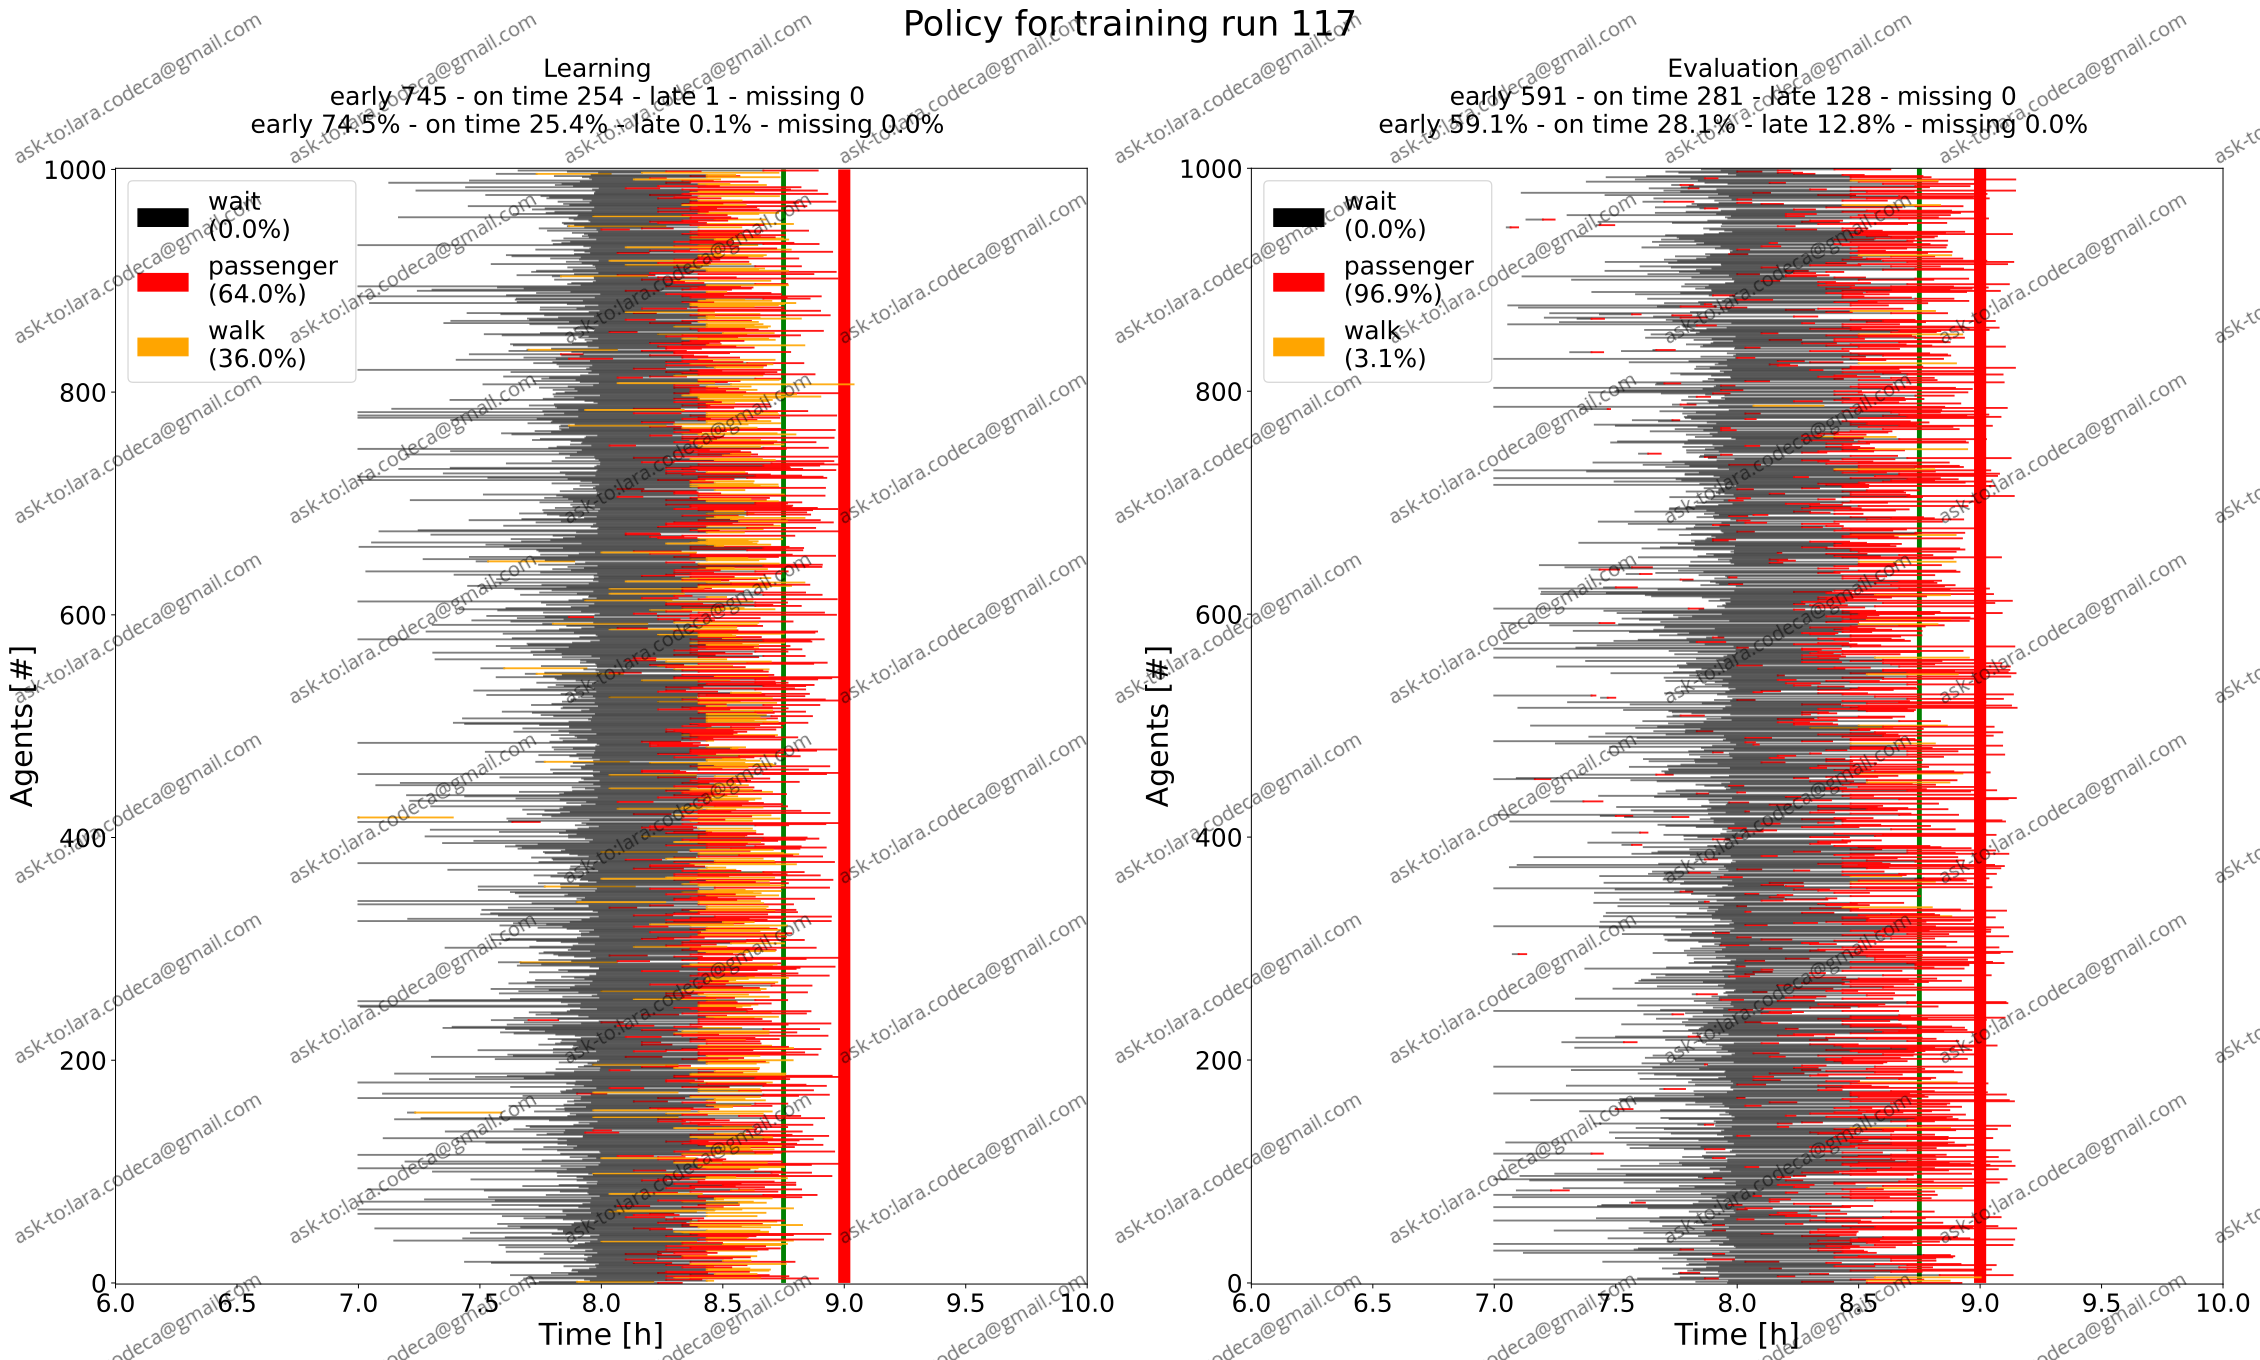 Policy for training run 117
Learning
early 745 - on time 254 - late 1 - missing 0
early 74.5% - on time 25.4% - late 0.1% - missing 0.0%
wait
(0.0%)
passenger
(64.0%)
walk
(36.0%)
Agents [#]
1000
800
600
400
200
0
6.0 6.5 7.0 7.5 8.0 8.5 9.0 9.5 10.0
Time [h]
Evaluation
early 591 - on time 281 - late 128 - missing 0
early 59.1% - on time 28.1% - late 12.8% - missing 0.0%
wait
(0.0%)
passenger
(96.9%)
walk
(3.1%)
Agents [#]
1000
800
600
400
200
0
6.0 6.5 7.0 7.5 8.0 8.5 9.0 9.5 10.0
Time [h]
ask-to:lara.codeca@gmail.com